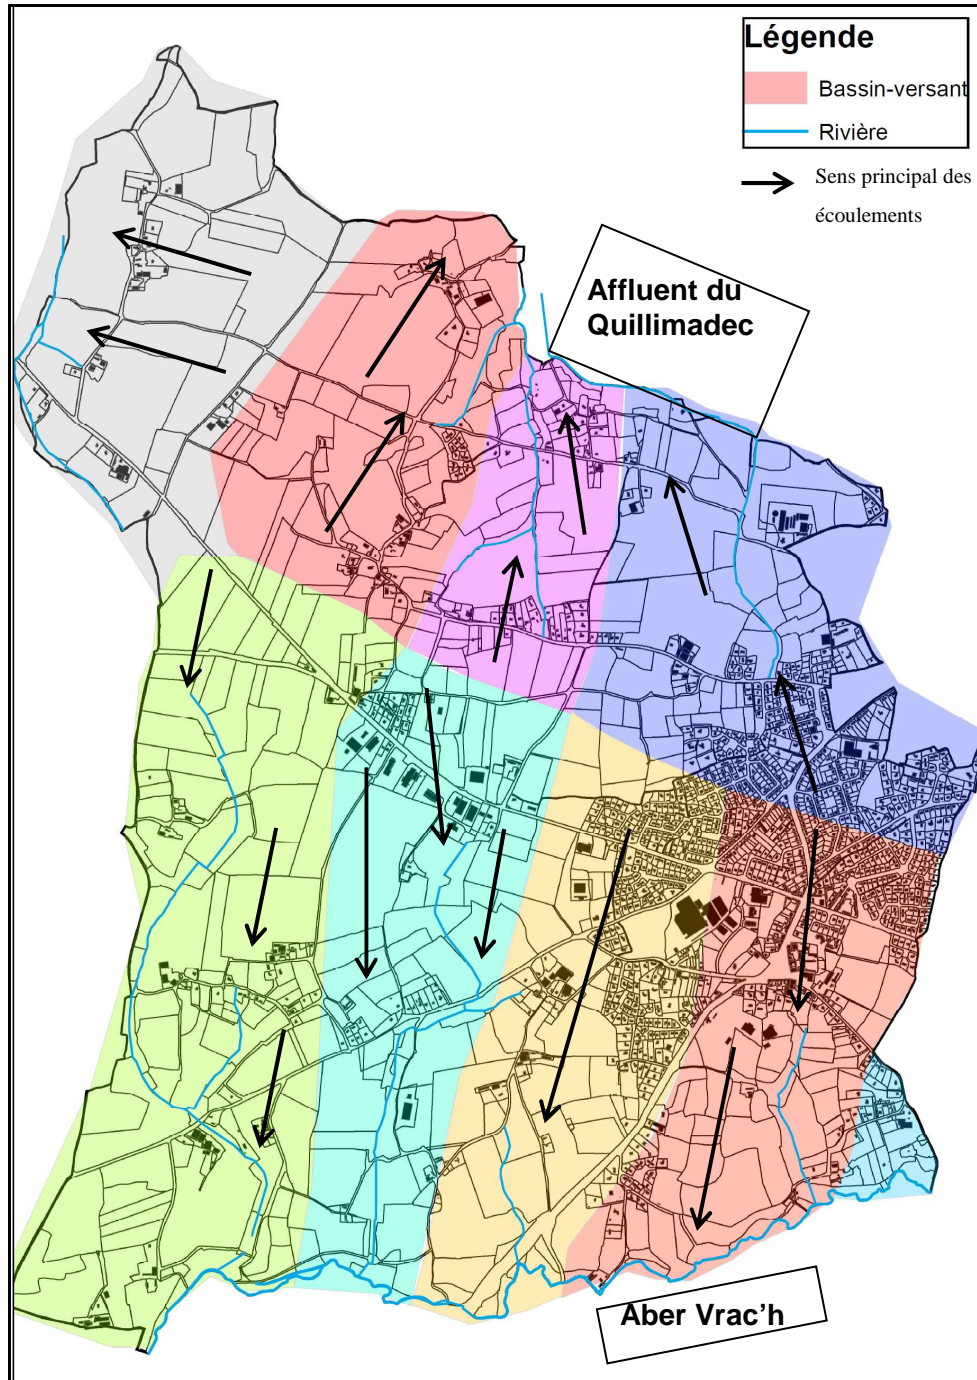 Légende
Bassin-versant
Rivière
Sens principal des
écoulements
Affluent du
Quillimadec
Aber Vrac’h